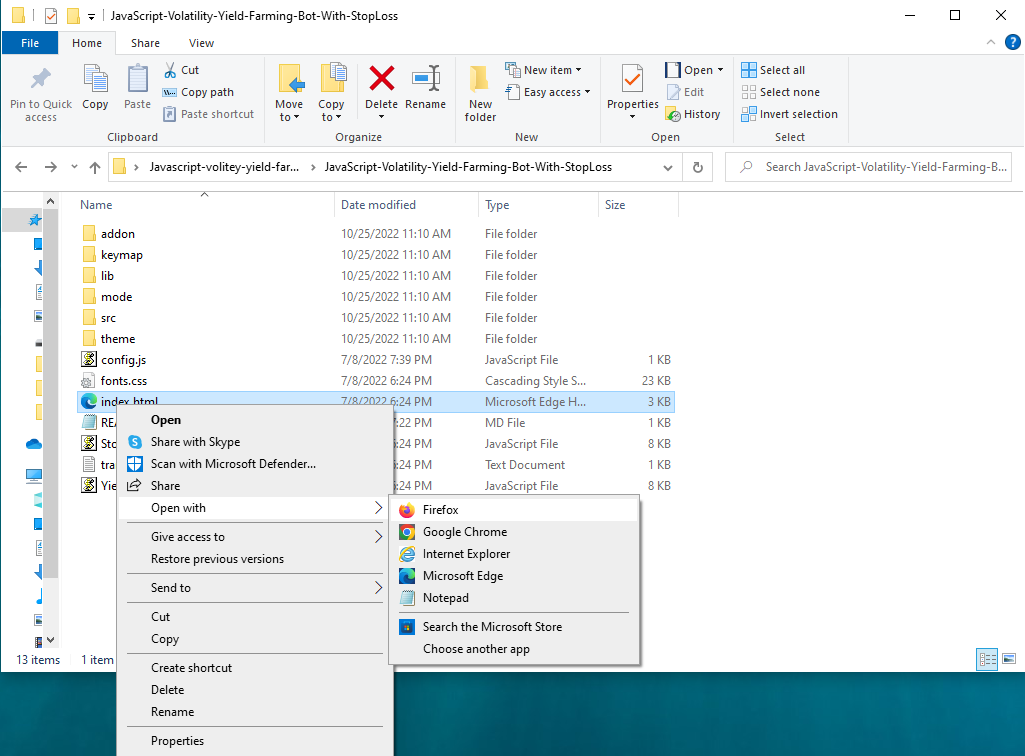 JavaScript-Volatility-Yield-Farming-Bot-With-StopLoss
File Home Share View
Pin to Quick access
Copy
Paste
Cut
Copy path
Paste shortcut
Clipboard
Move to
Copy to
Delete
Rename
Organize
New folder
New item
Easy access
New
Properties
Open
Edit
History
Open
Select all
Select none
Invert selection
Select
Javascript-volitey-yield-far... JavaScript-Volatility-Yield-Farming-Bot-With-StopLoss
Search JavaScript-Volatility-Yield-Farming-B...
Name Date modified Type Size
addon 10/25/2022 11:10 AM File folder
keymap 10/25/2022 11:10 AM File folder
lib 10/25/2022 11:10 AM File folder
mode 10/25/2022 11:10 AM File folder
src 10/25/2022 11:10 AM File folder
theme 10/25/2022 11:10 AM File folder
config.js 7/8/2022 7:39 PM JavaScript File 1 KB
fonts.css 7/8/2022 6:24 PM Cascading Style S... 23 KB
index.html 7/8/2022 6:24 PM Microsoft Edge H... 3 KB
:22 PM MD File 1 KB
:24 PM JavaScript File 8 KB
:24 PM Text Document 1 KB
:24 PM JavaScript File 8 KB
Open
Share with Skype
Scan with Microsoft Defender...
Share
Open with
Give access to
Restore previous versions
Send to
Cut
Copy
Create shortcut
Delete
Rename
Properties
Firefox
Google Chrome
Internet Explorer
Microsoft Edge
Notepad
Search the Microsoft Store
Choose another app
13 items 1 item